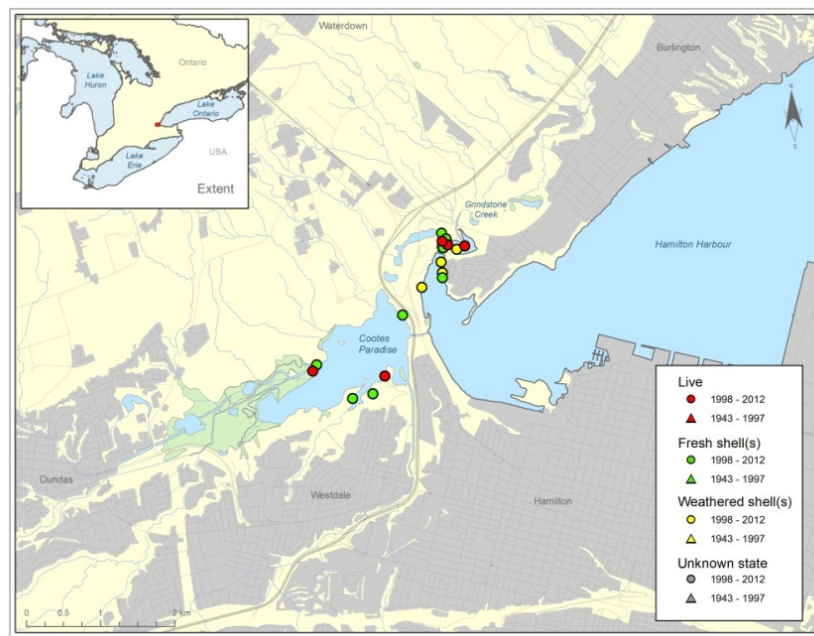 Waterdown
Burlington
Ontario
Lake
Huron
Lake
Ontario
Lake
Erie
USA
Extent
N
S
Grindstone
Creek
Hamilton Harbour
Cootes
Paradise
Dundas
Westdale
Hamilton
Live
1998 - 2012
1943 - 1997
Fresh shell(s)
1998 - 2012
1943 - 1997
Weathered shell(s)
1998 - 2012
1943 - 1997
Unknown state
1998 - 2012
1943 - 1997
0 0.5 1 2 km